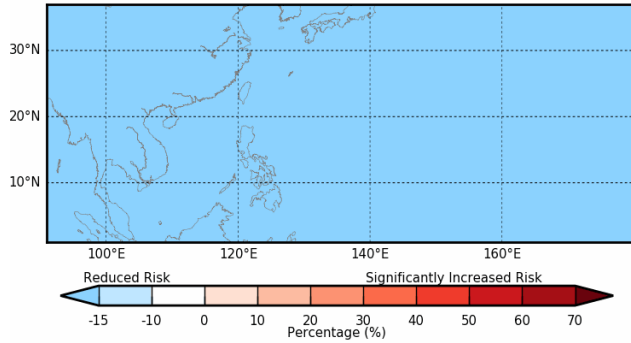 30°N
20°N
10°N
100°E 120°E 140°E 160°E
Reduced Risk Significantly Increased Risk
-15 -10 0 10 20 30 40 50 60 70
Percentage (%)